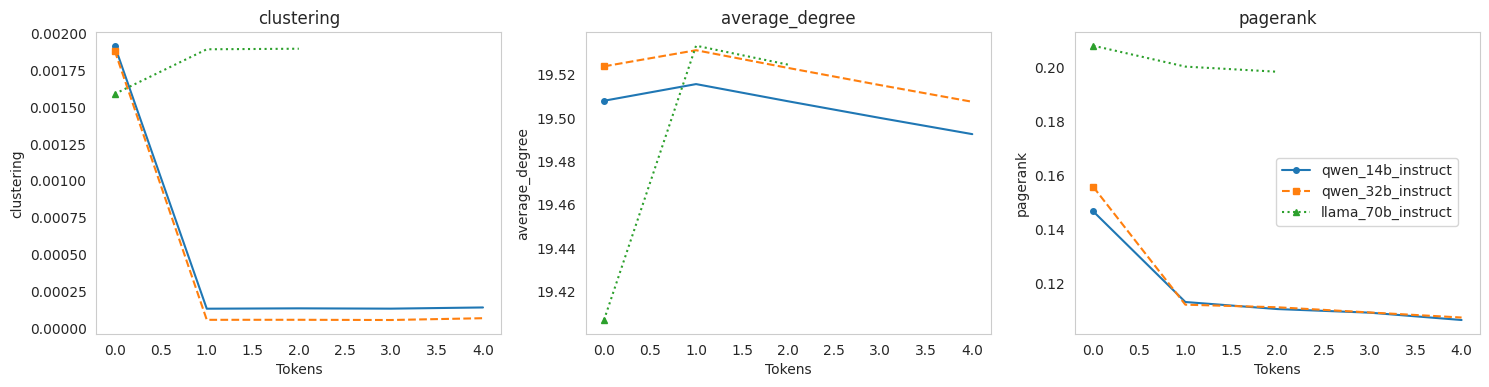 clustering
clustering
0.00200
0.00175
0.00150
0.00125
0.00100
0.00075
0.00050
0.00025
0.00000
0.0 0.5 1.0 1.5 2.0 2.5 3.0 3.5 4.0
Tokens
average_degree
average_degree
19.52
19.50
19.48
19.46
19.44
19.42
0.0 0.5 1.0 1.5 2.0 2.5 3.0 3.5 4.0
Tokens
pagerank
pagerank
0.20
0.18
0.16
0.14
0.12
qwen_14b_instruct
qwen_32b_instruct
llama_70b_instruct
0.0 0.5 1.0 1.5 2.0 2.5 3.0 3.5 4.0
Tokens